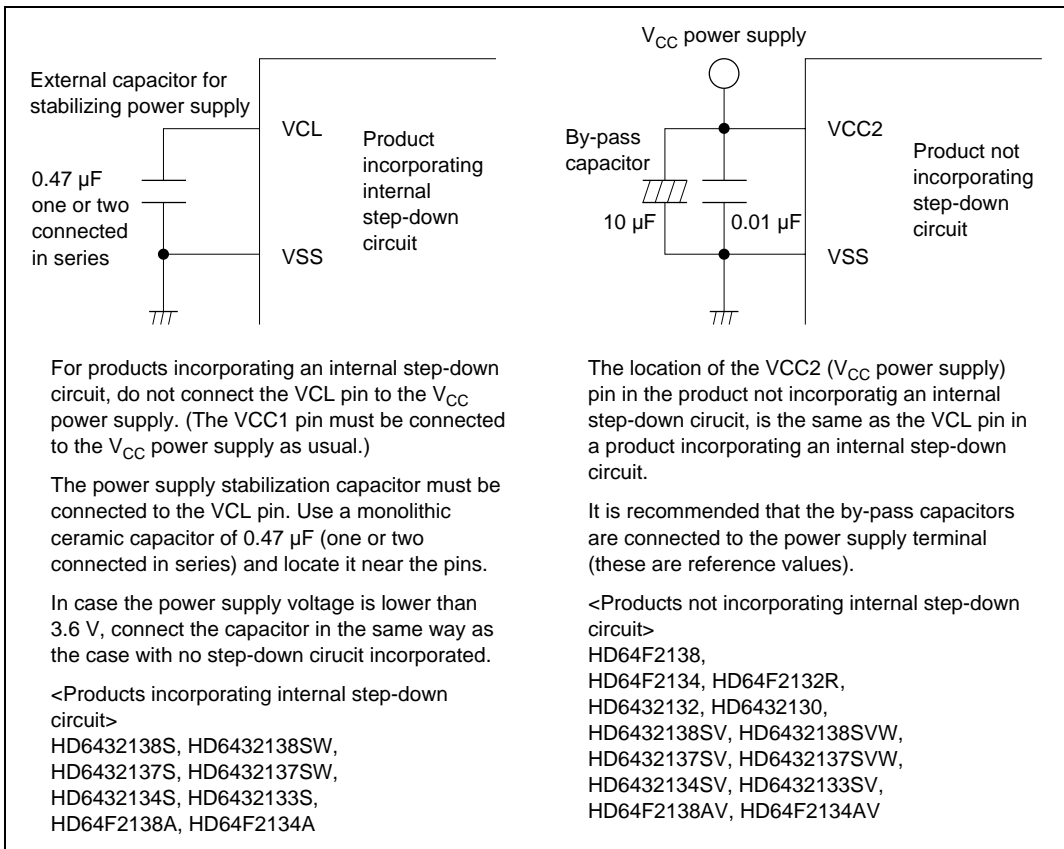 External capacitor for
stabilizing power supply
0.47 µF
one or two
connected
in series
VCL
VSS
Product
incorporating
internal
step-down
circuit
For products incorporating an internal step-down
circuit, do not connect the VCL pin to the VCC
power supply. (The VCC1 pin must be connected
to the VCC power supply as usual.)
The power supply stabilization capacitor must be
connected to the VCL pin. Use a monolithic
ceramic capacitor of 0.47 µF (one or two
connected in series) and locate it near the pins.
In case the power supply voltage is lower than
3.6 V, connect the capacitor in the same way as
the case with no step-down cirucit incorporated.
<Products incorporating internal step-down
circuit>
HD6432138S, HD6432138SW,
HD6432137S, HD6432137SW,
HD6432134S, HD6432133S,
HD64F2138A, HD64F2134A
VCC power supply
By-pass
capacitor
10 µF
0.01 µF
VCC2
VSS
Product not
incorporating
step-down
circuit
The location of the VCC2 (VCC power supply)
pin in the product not incorporatig an internal
step-down cirucit, is the same as the VCL pin in
a product incorporating an internal step-down
circuit.
It is recommended that the by-pass capacitors
are connected to the power supply terminal
(these are reference values).
<Products not incorporating internal step-down
circuit>
HD64F2138,
HD64F2134, HD64F2132R,
HD6432132, HD6432130,
HD6432138SV, HD6432138SVW,
HD6432137SV, HD6432137SVW,
HD6432134SV, HD6432133SV,
HD64F2138AV, HD64F2134AV